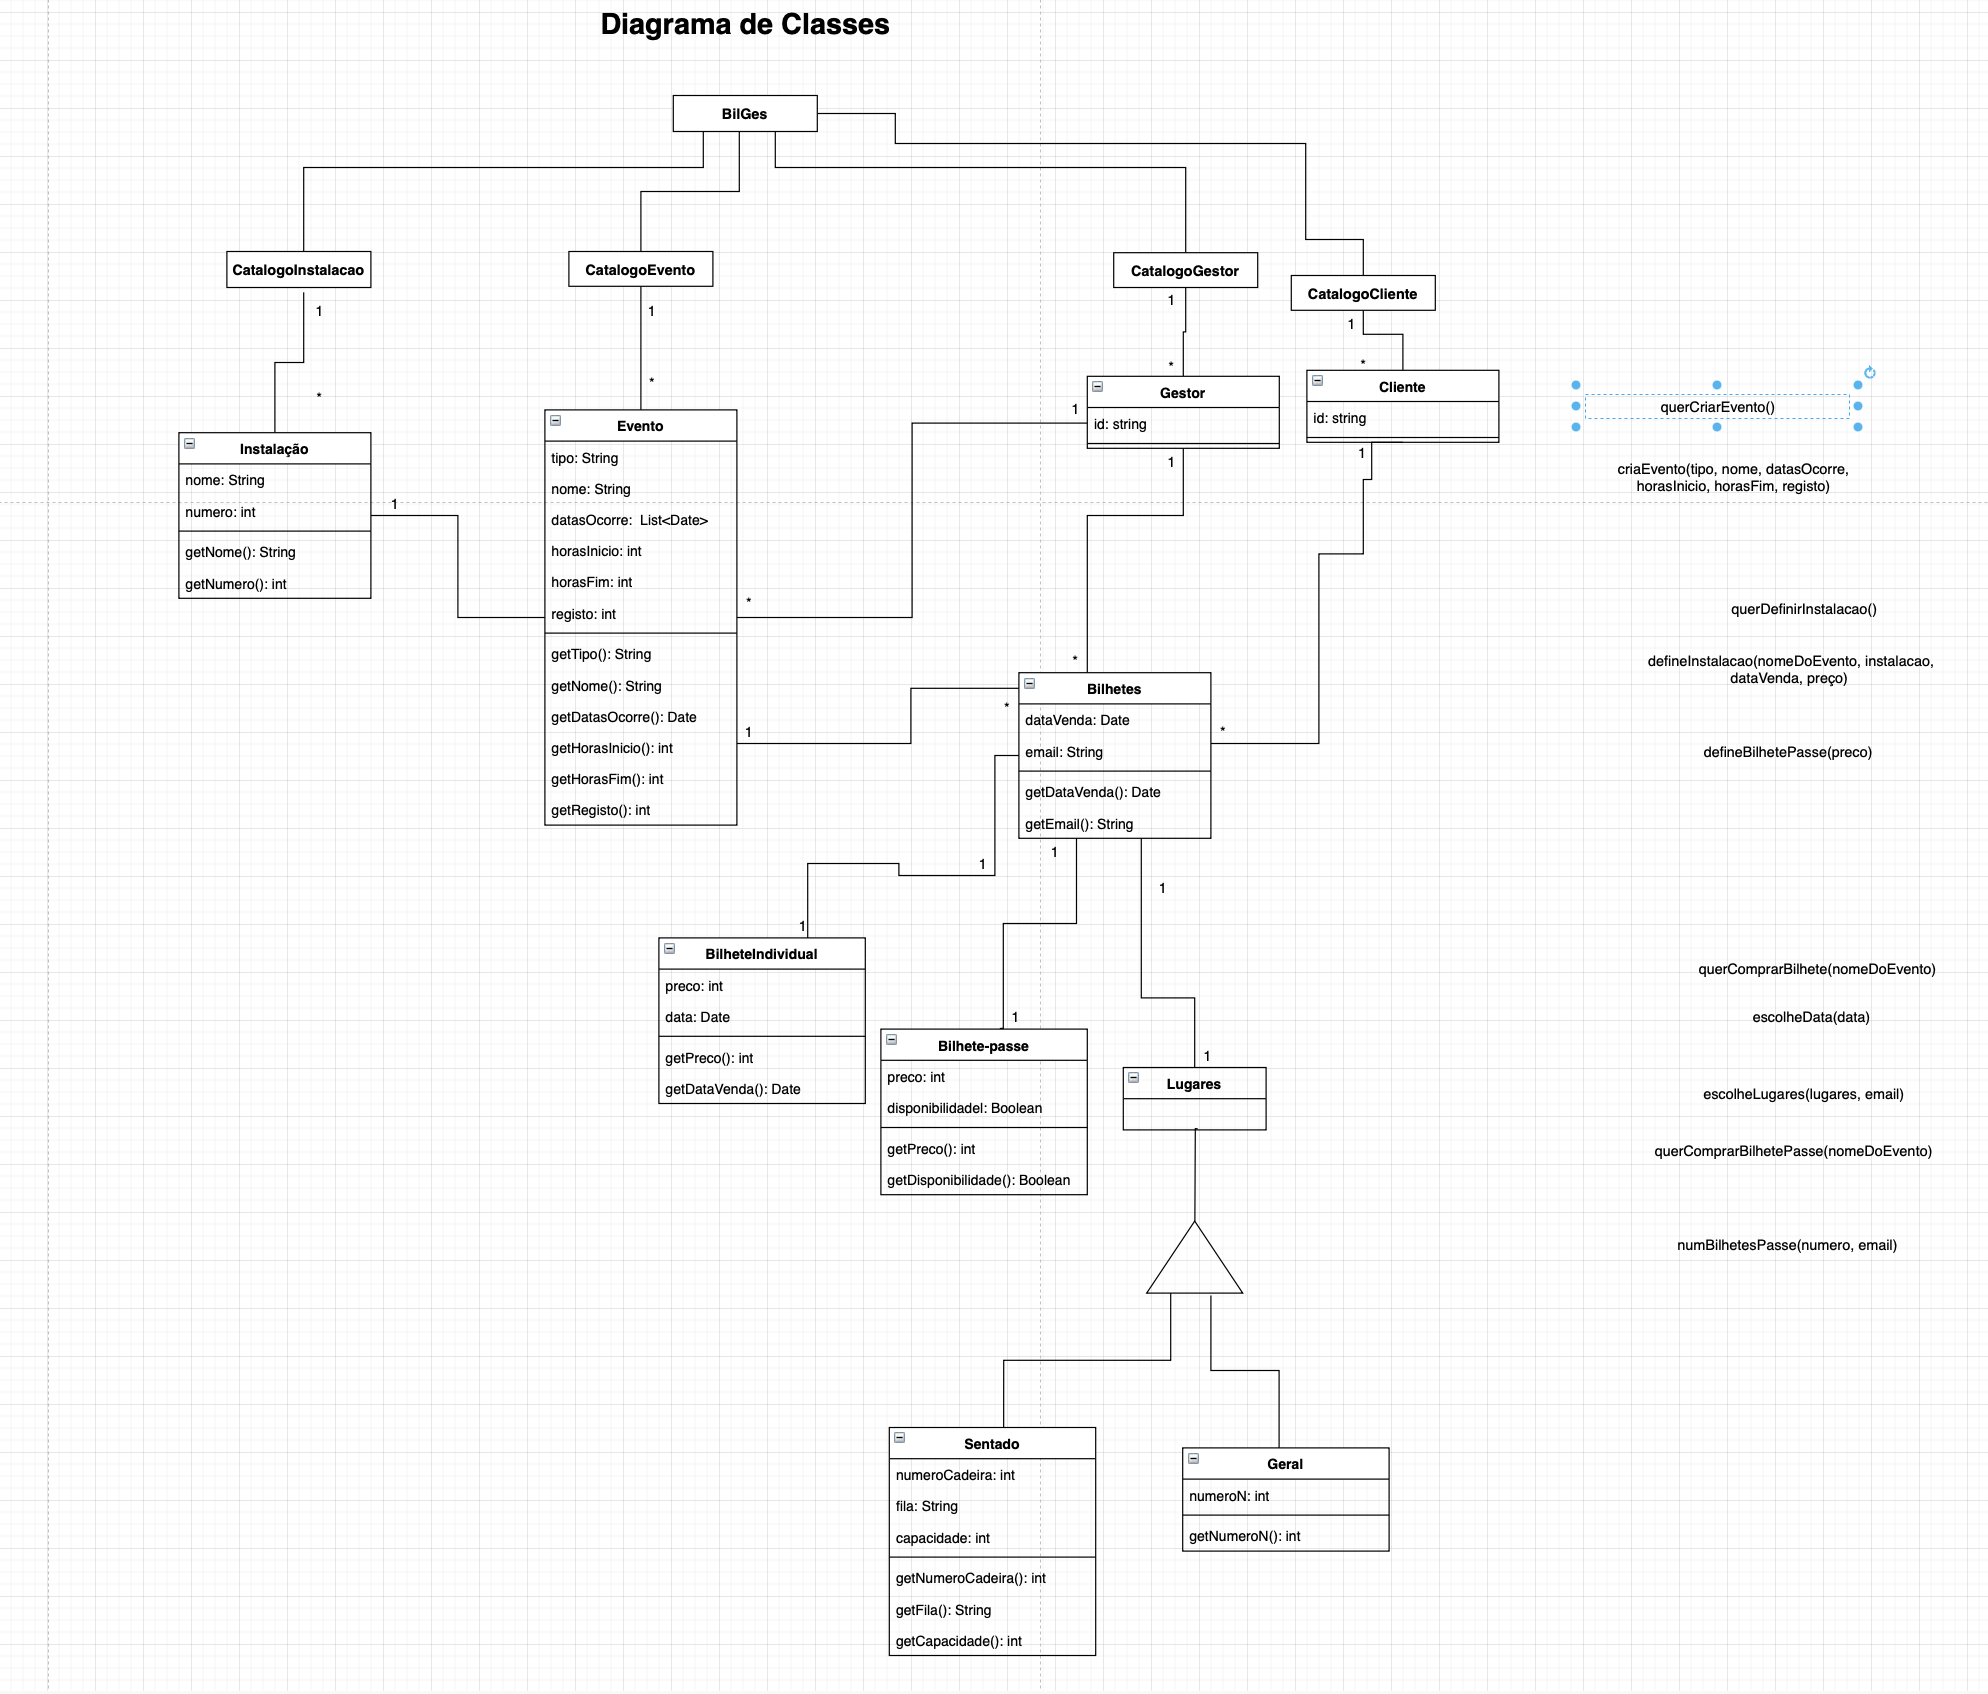 Diagrama de Classes
BilGes
CatalogoInstalacao
CatalogoEvento
CatalogoGestor
CatalogoCliente
1
1
1
1
*
*
*
*
Instalação
nome: String
numero: int
getNome(): String
getNumero(): int
1
Evento
tipo: String
nome: String
datasOcorre:  List<Date>
horasInicio: int
horasFim: int
registo: int
getTipo(): String
getNome(): String
getDatasOcorre(): Date
getHorasInicio(): int
getHorasFim(): int
getRegisto(): int
*
1
1
Gestor
id: string
1
Cliente
id: string
1
*
*
*
Bilhetes
dataVenda: Date
email: String
getDataVenda(): Date
getEmail(): String
1
1
1
1
BilheteIndividual
preco: int
data: Date
getPreco(): int
getDataVenda(): Date
1
Bilhete-passe
preco: int
disponibilidadel: Boolean
getPreco(): int
getDisponibilidade(): Boolean
1
Lugares
Sentado
numeroCadeira: int
fila: String
capacidade: int
getNumeroCadeira(): int
getFila(): String
getCapacidade(): int
Geral
numeroN: int
getNumeroN(): int
querCriarEvento()
criaEvento(tipo, nome, datasOcorre,
horasInicio, horasFim, registo)
querDefinirInstalacao()
defineInstalacao(nomeDoEvento, instalacao,
dataVenda, preço)
defineBilhetePasse(preco)
querComprarBilhete(nomeDoEvento)
escolheData(data)
escolheLugares(lugares, email)
querComprarBilhetePasse(nomeDoEvento)
numBilhetesPasse(numero, email)